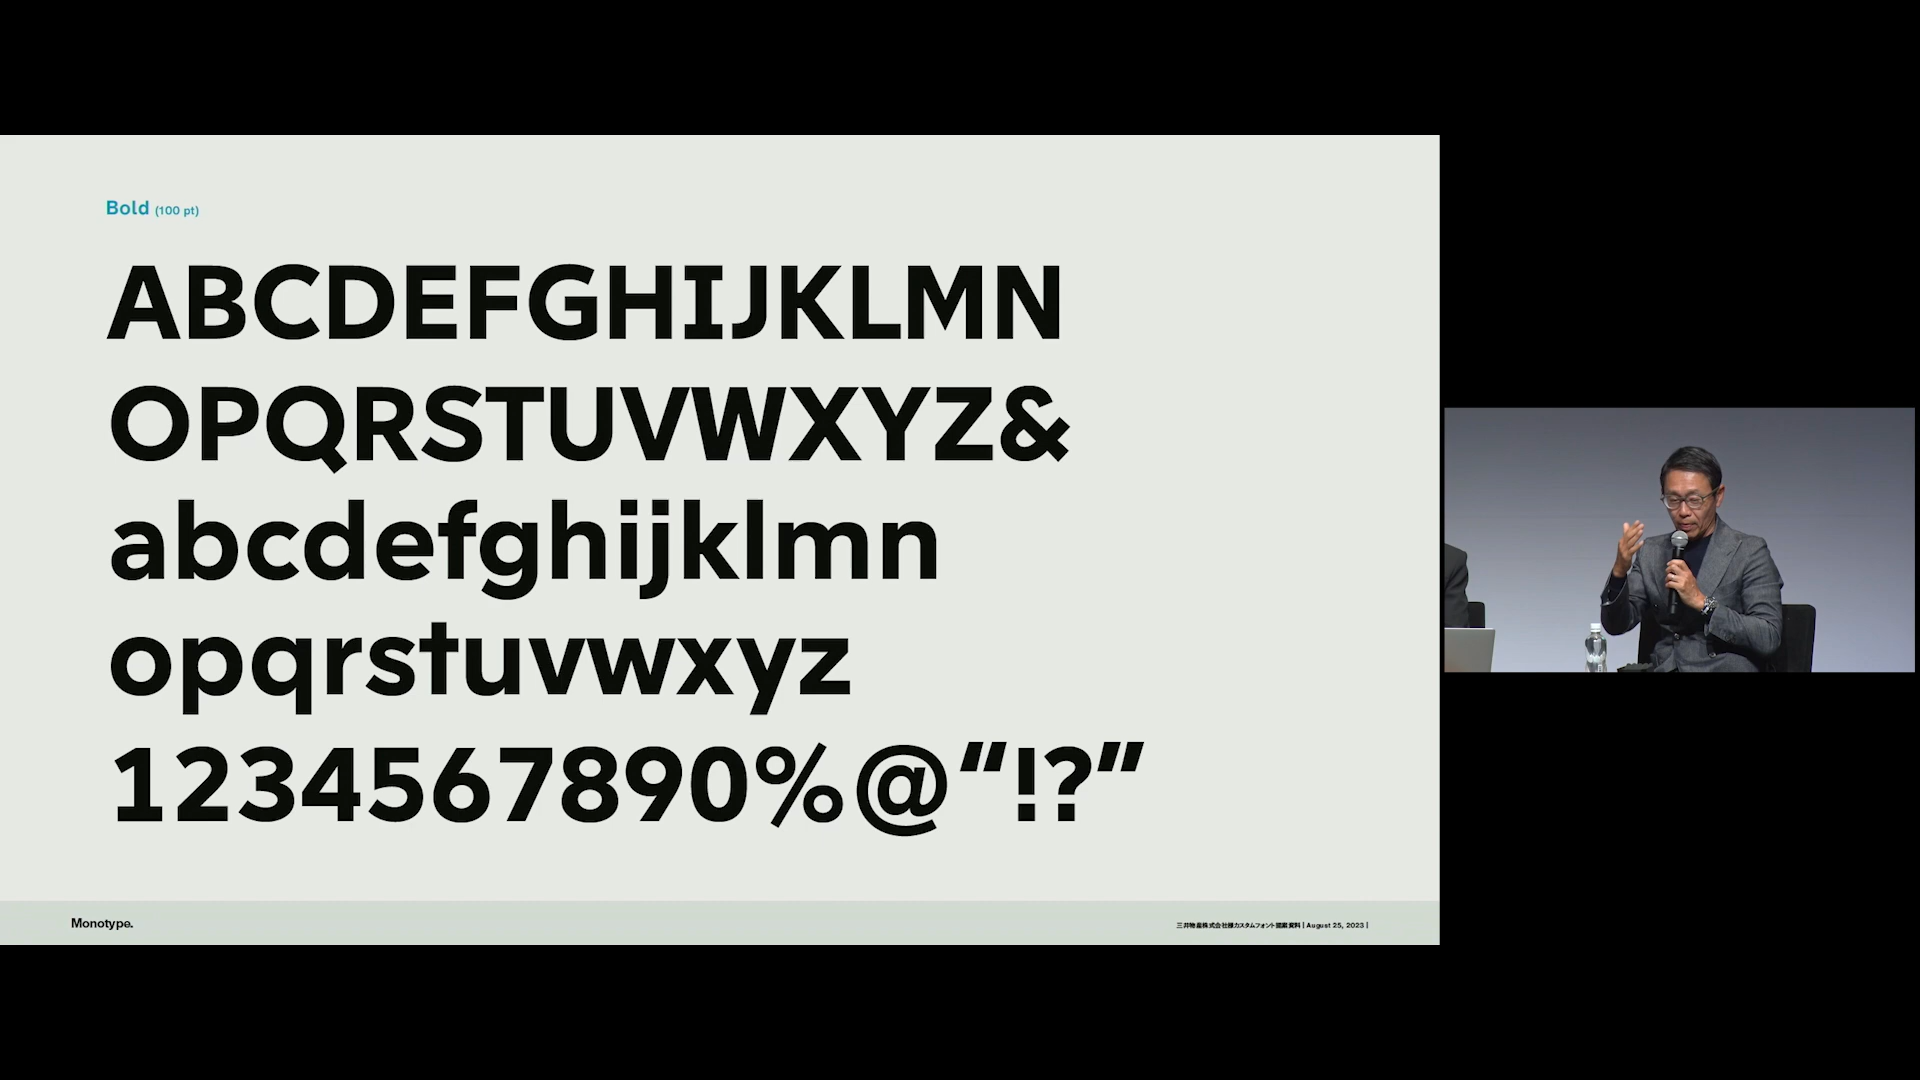 Bold (100 pt)
ABCDEFGHIJKLMN
OPQRSTUVWXYZ&
abcdefghijklmn
opqrstuvwxyz
1234567890%@“!?”
Monotype.
三井物産株式会社様カスタムフォント提案資料 | August 25, 2023 |